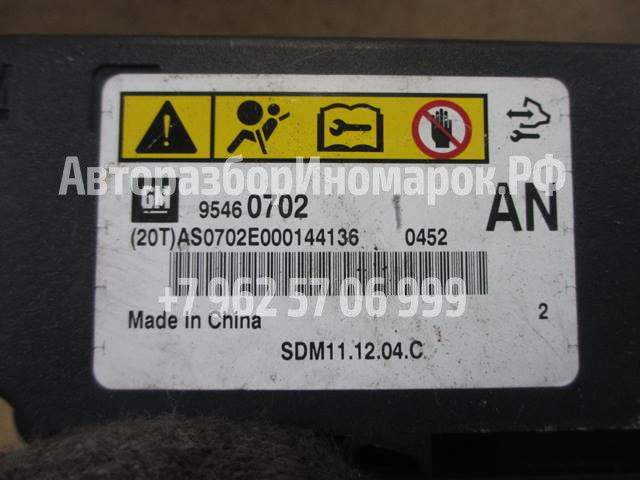 АвторазборИномарок.РФ
GM 9546 0702 AN
(20T)AS0702E000144136 0452
+7 962 57 06 999
Made in China 2
SDM11.12.04.C